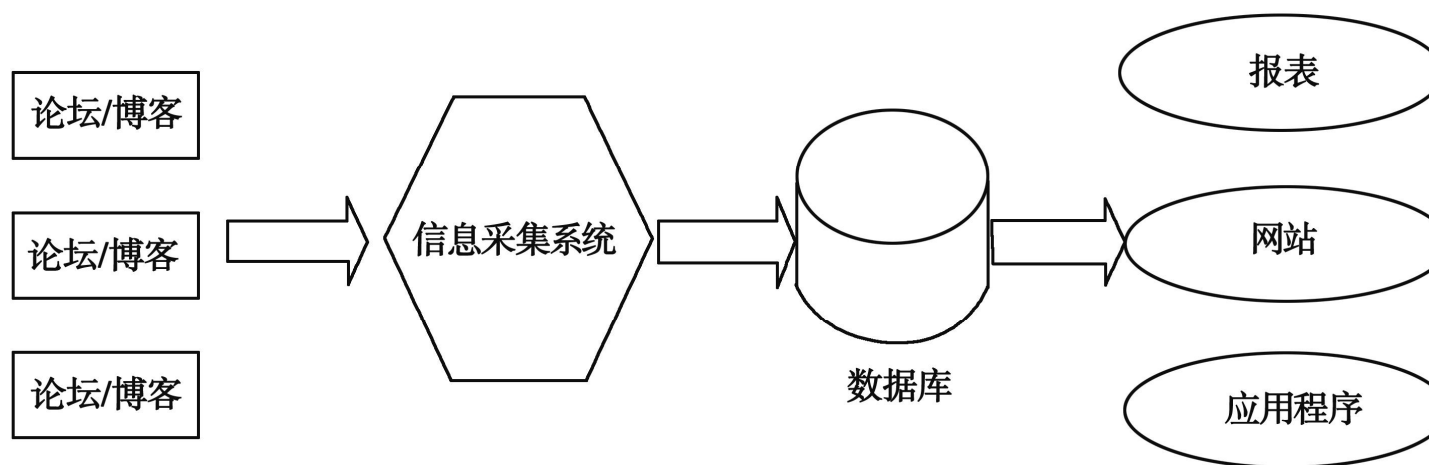 论坛/博客
论坛/博客
论坛/博客
信息采集系统
数据库
报表
网站
应用程序